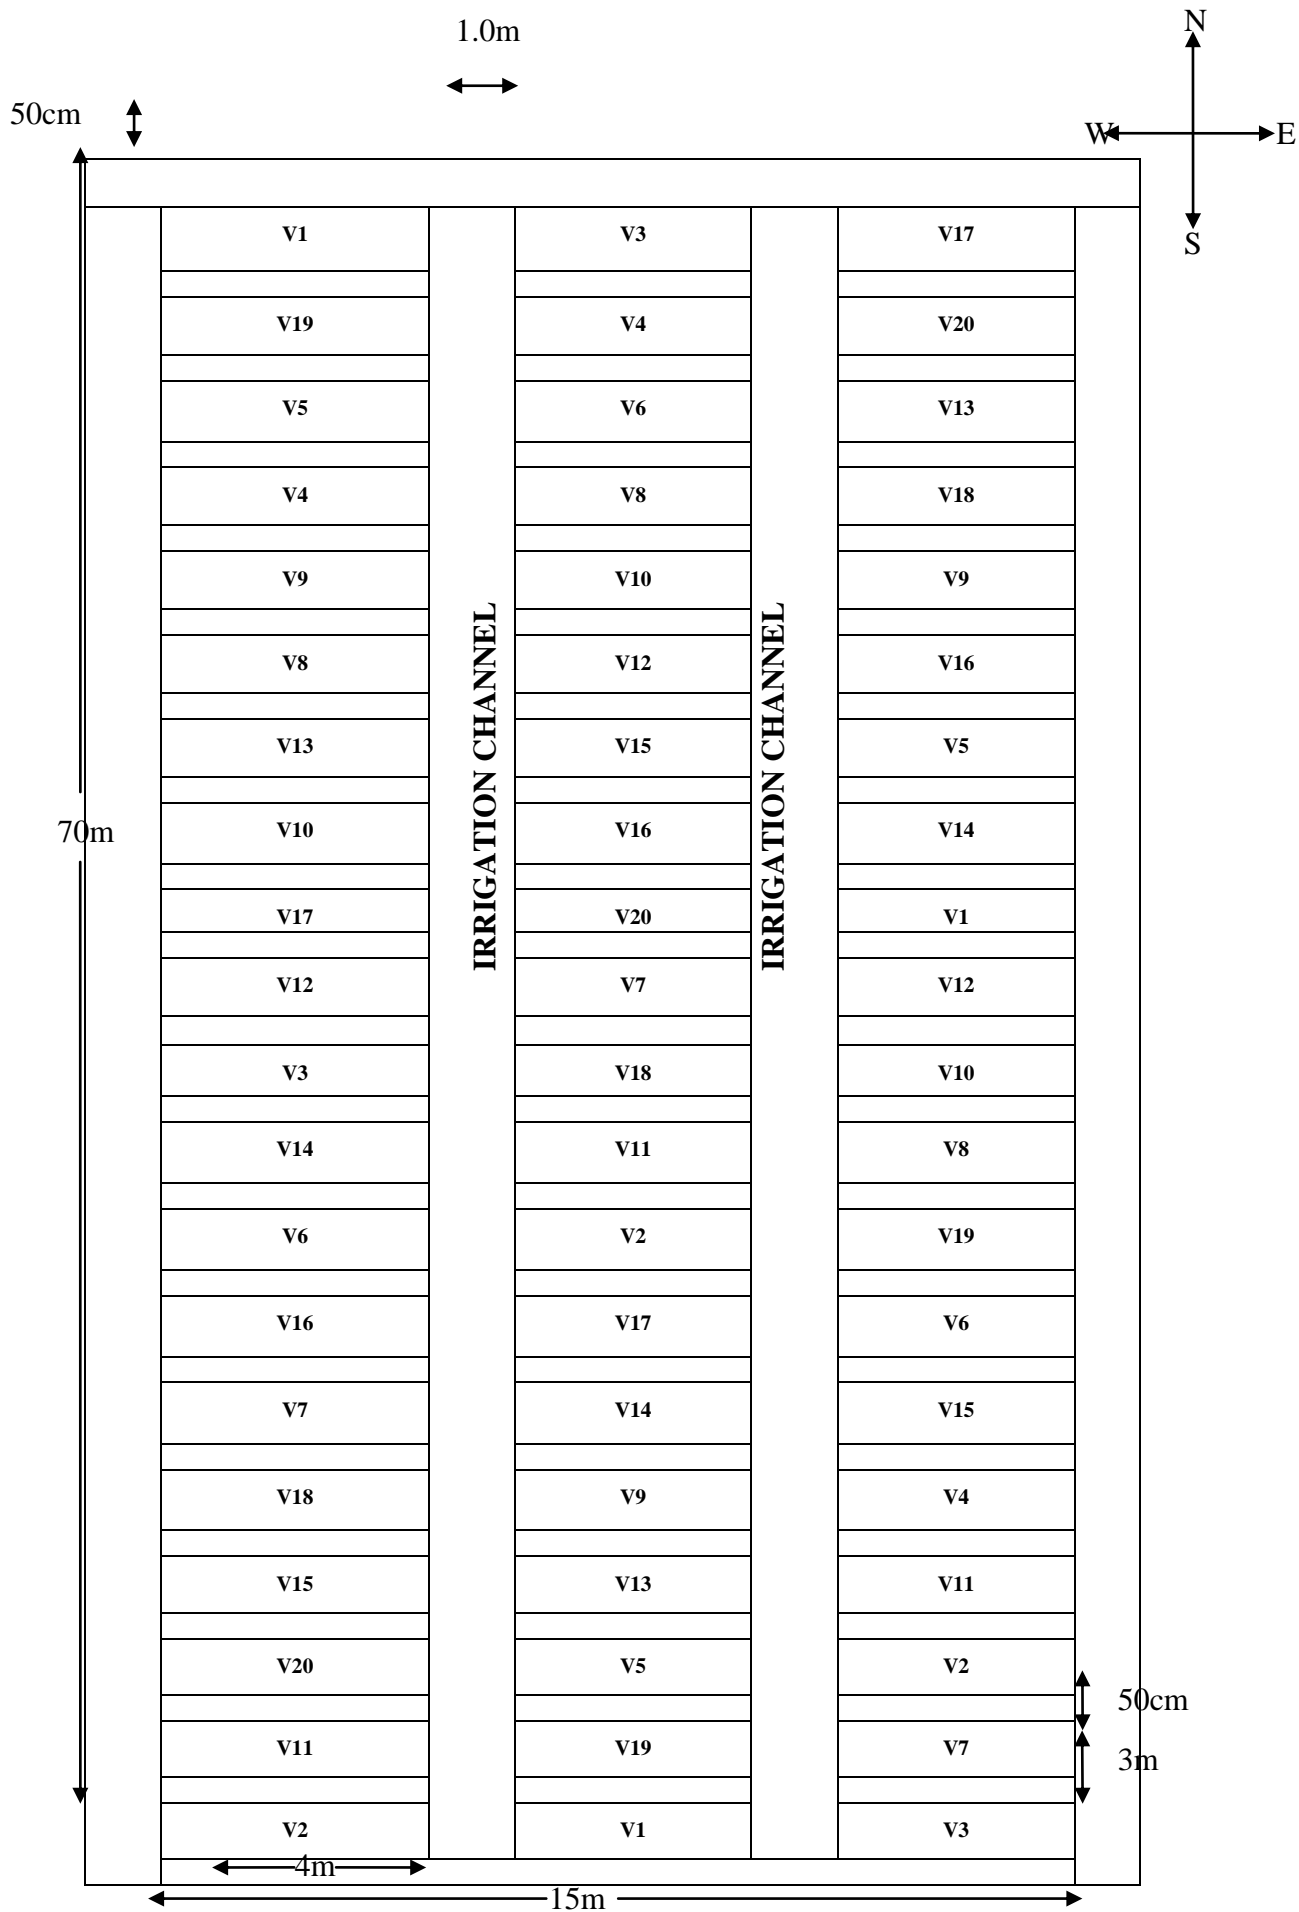 1.0m
N
50cm
W
E
S
V1 V3 V17
V19 V4 V20
V5 V6 V13
V4 V8 V18
V9 V10 V9
V8 V12 V16
V13 V15 V5
V10 V16 V14
70m
V17 V20 V1
IRRIGATION CHANNEL
IRRIGATION CHANNEL
V12 V7 V12
V3 V18 V10
V14 V11 V8
V6 V2 V19
V16 V17 V6
V7 V14 V15
V18 V9 V4
V15 V13 V11
V20 V5 V2
50cm
V11 V19 V7
3m
V2 V1 V3
4m
15m